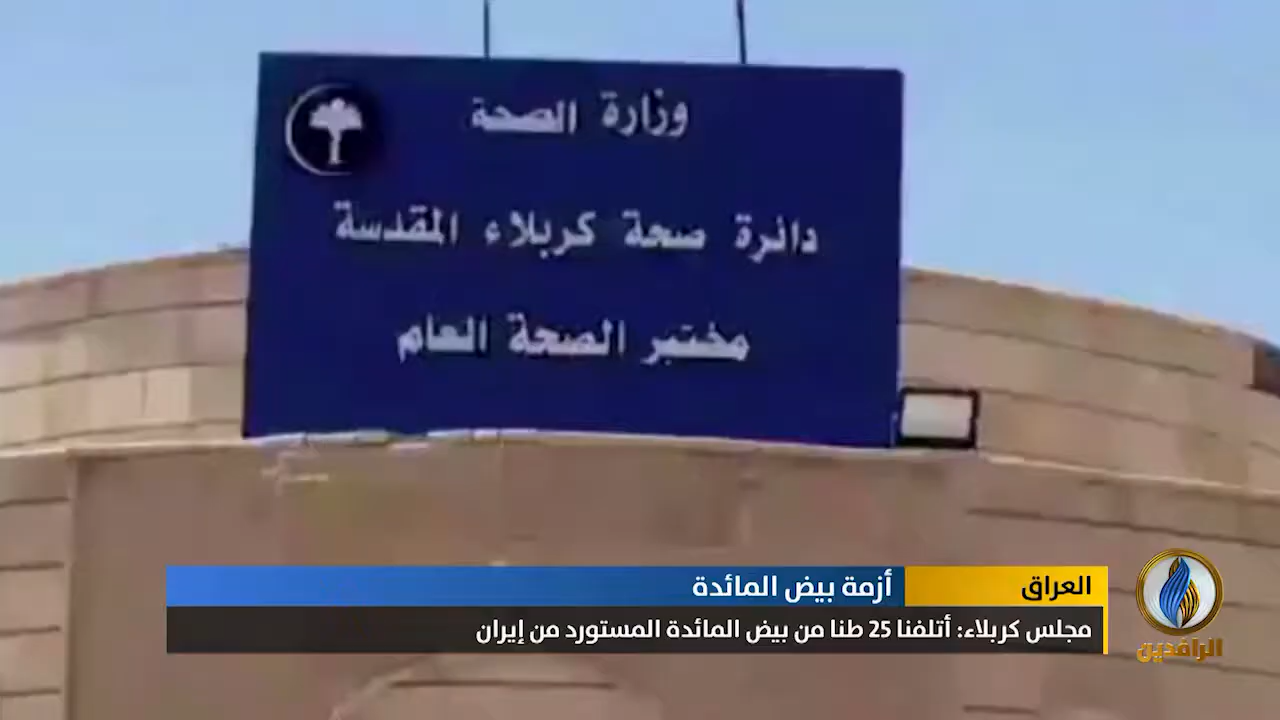 وزارة الصحة
دائرة صحة كربلاء المقدسة
مختبر الصحة العام
العراق
أزمة بيض المائدة
مجلس كربلاء: أتلفنا 25 طنا من بيض المائدة المستورد من إيران
الرافدين